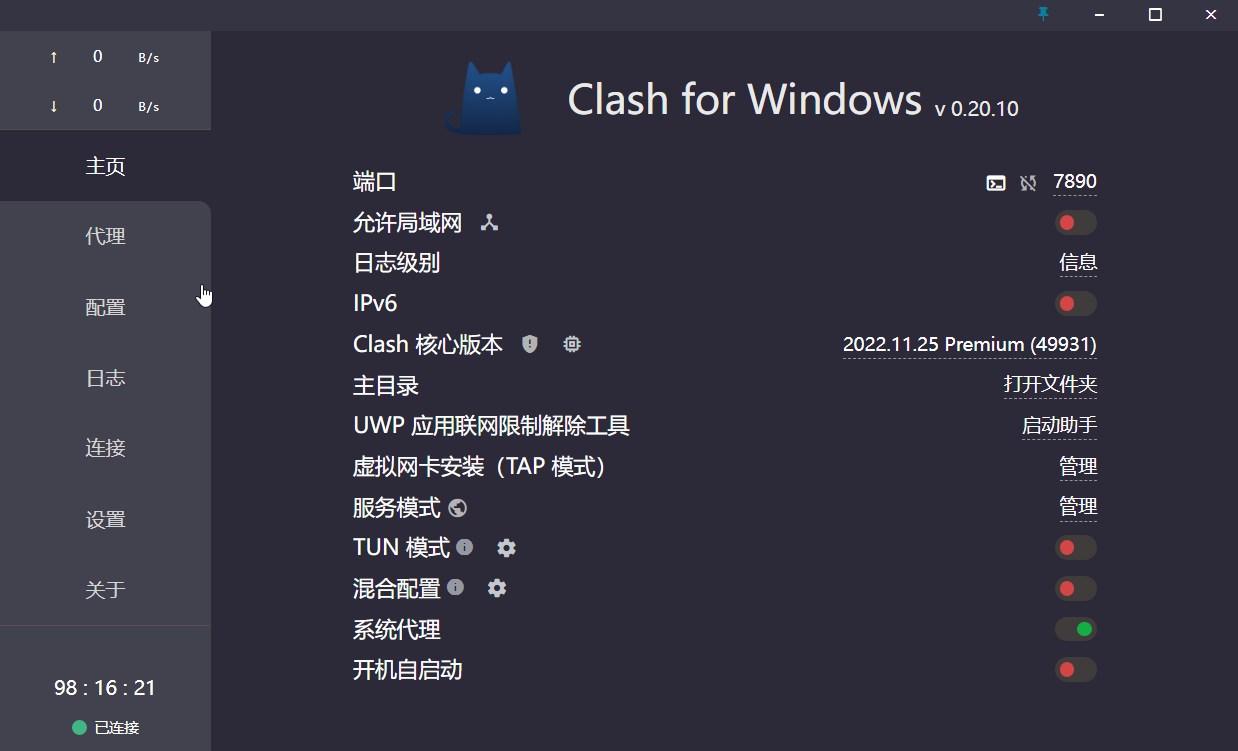 ↑ 0 B/s
↓ 0 B/s
主页
代理
配置
日志
连接
设置
关于
98 : 16 : 21
已连接
Clash for Windows v 0.20.10
端口 7890
允许局域网
日志级别 信息
IPv6
Clash 核心版本 2022.11.25 Premium (49931)
主目录 打开文件夹
UWP 应用联网限制解除工具 启动助手
虚拟网卡安装（TAP 模式） 管理
服务模式 管理
TUN 模式
混合配置
系统代理
开机自启动